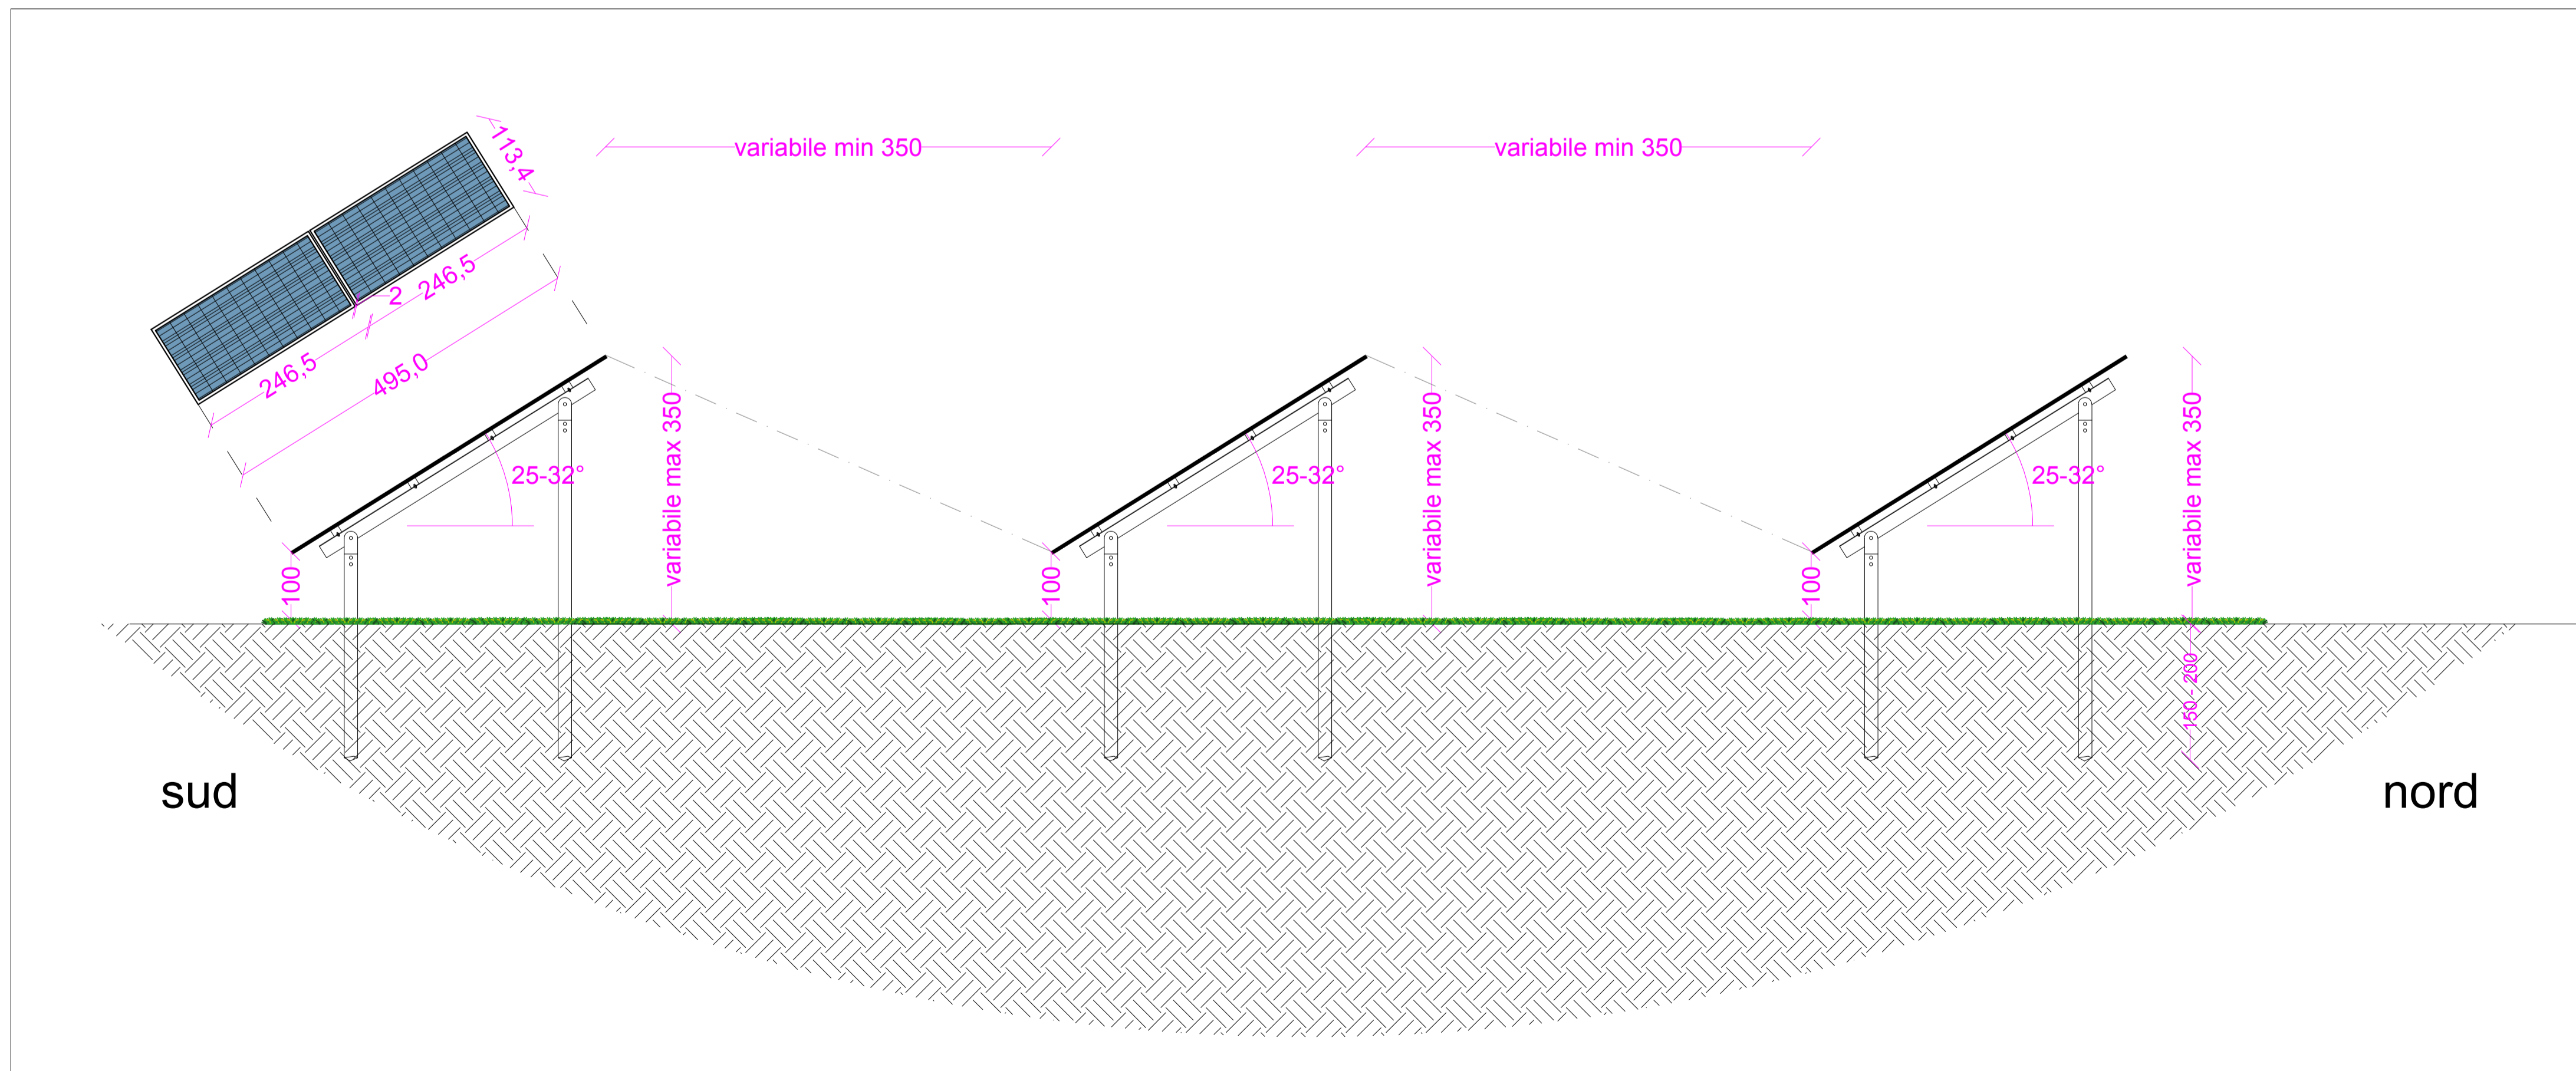 113,4
variabile min 350
variabile min 350
246,5
2
246,5
495,0
25-32°
variabile max 350
100
25-32°
variabile max 350
100
25-32°
variabile max 350
100
150 - 200
sud
nord